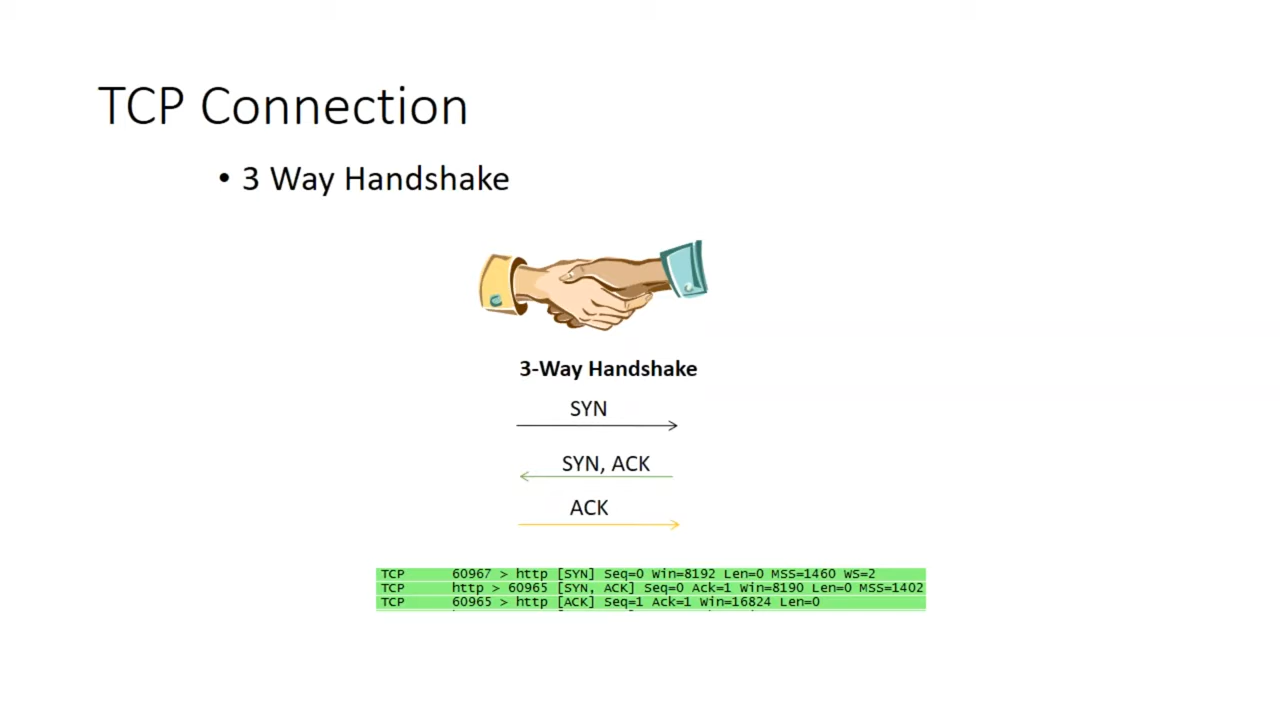 TCP Connection
• 3 Way Handshake
3-Way Handshake
SYN
SYN, ACK
ACK
TCP 60967 > http [SYN] Seq=0 Win=8192 Len=0 MSS=1460 WS=2
TCP http > 60965 [SYN, ACK] Seq=0 Ack=1 Win=8190 Len=0 MSS=1402
TCP 60965 > http [ACK] Seq=1 Ack=1 Win=16824 Len=0